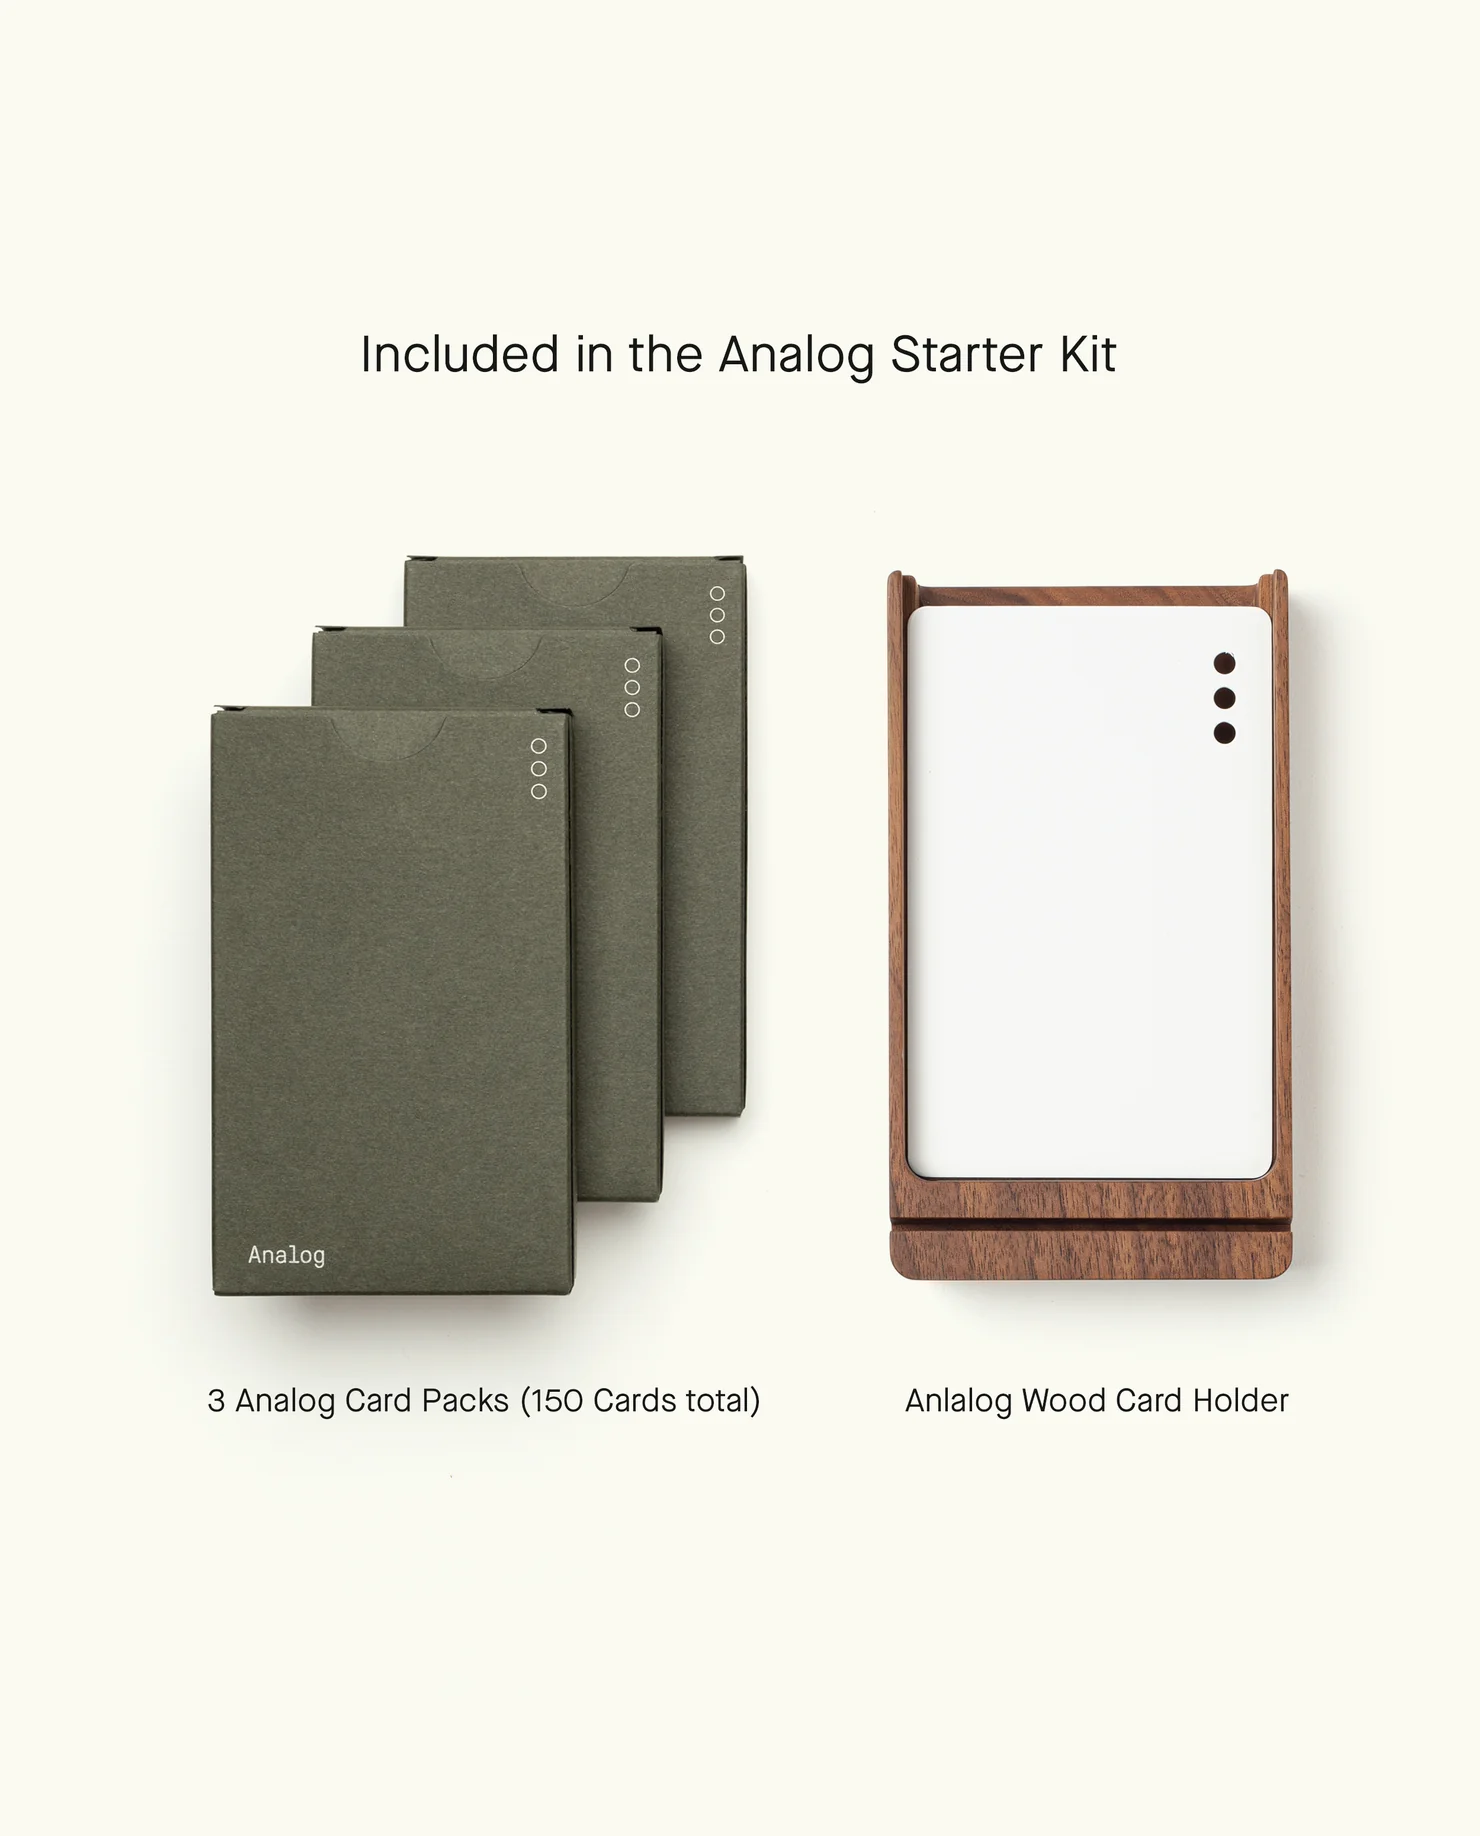 Included in the Analog Starter Kit
Analog
3 Analog Card Packs (150 Cards total)
Anlalog Wood Card Holder